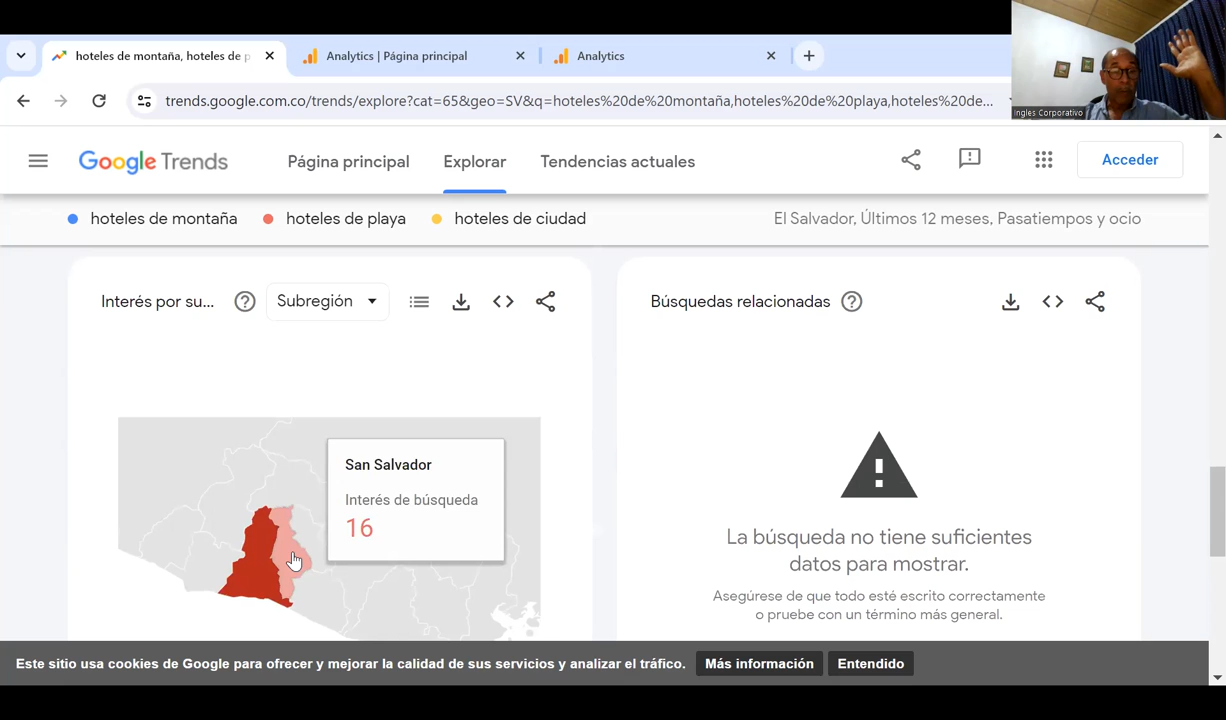 hoteles de montaña, hoteles de p
Analytics | Página principal
Analytics
trends.google.com.co/trends/explore?cat=65&geo=SV&q=hoteles%20de%20montaña,hoteles%20de%20playa,hoteles%20de...
Ingles Corporativo
Google Trends
Página principal
Explorar
Tendencias actuales
Acceder
hoteles de montaña
hoteles de playa
hoteles de ciudad
El Salvador, Últimos 12 meses, Pasatiempos y ocio
Interés por su...
Subregión
San Salvador
Interés de búsqueda
16
Búsquedas relacionadas
La búsqueda no tiene suficientes
datos para mostrar.
Asegúrese de que todo esté escrito correctamente
o pruebe con un término más general.
Este sitio usa cookies de Google para ofrecer y mejorar la calidad de sus servicios y analizar el tráfico.
Más información
Entendido